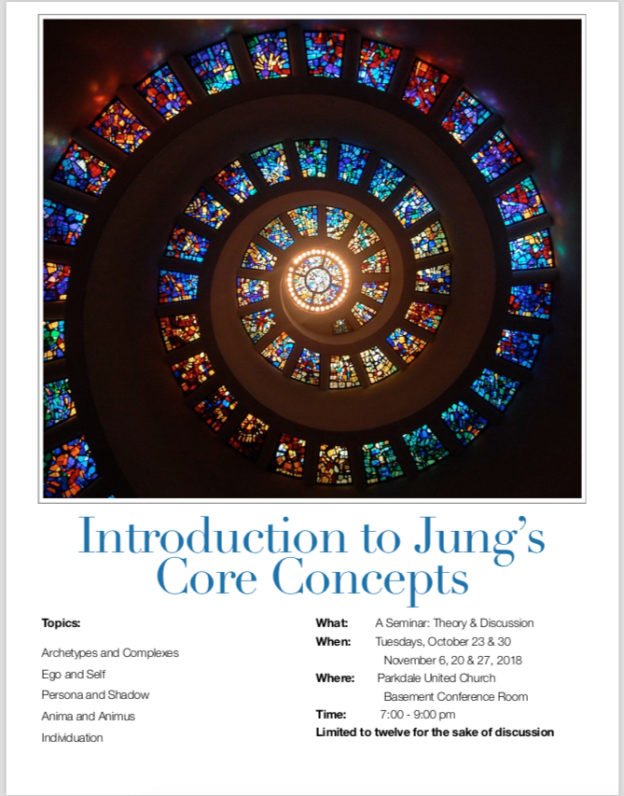 Introduction to Jung's
Core Concepts
Topics:
Archetypes and Complexes
Ego and Self
Persona and Shadow
Anima and Animus
Individuation
What: A Seminar: Theory & Discussion
When: Tuesdays, October 23 & 30
November 6, 20 & 27, 2018
Where: Parkdale United Church
Basement Conference Room
Time: 7:00 - 9:00 pm
Limited to twelve for the sake of discussion